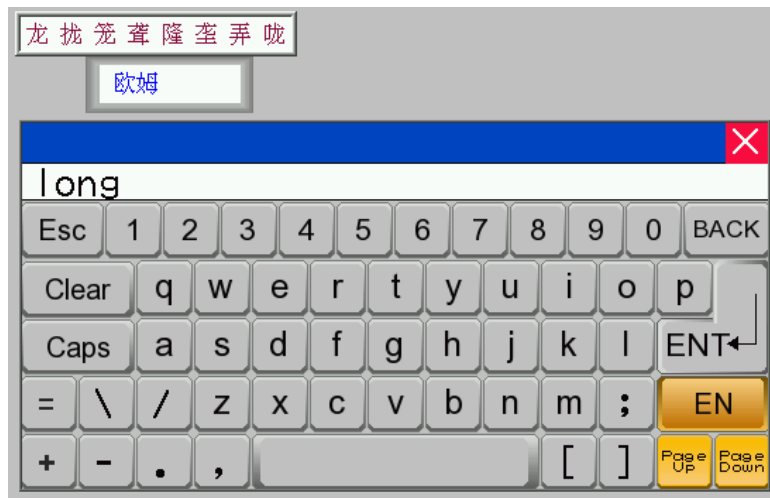 龙 拢 笼 聋 隆 垄 弄 咙
欧姆
long
Esc 1 2 3 4 5 6 7 8 9 0 BACK
Clear q w e r t y u i o p
Caps a s d f g h j k l ENT
= \ / z x c v b n m ; EN
+ - . , [ ] Page Up Page Down